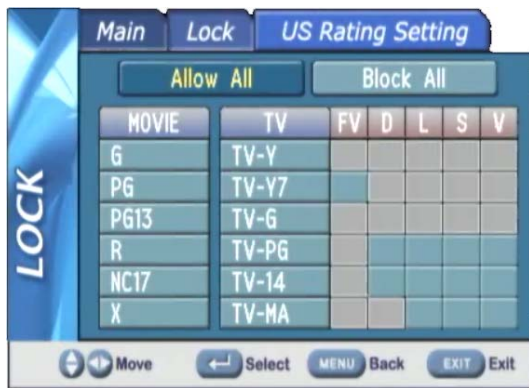 Main Lock US Rating Setting
Allow All Block All
MOVIE TV FV D L S V
G TV-Y
PG TV-Y7
PG13 TV-G
R TV-PG
NC17 TV-14
X TV-MA
LOCK
Move Select MENU Back EXIT Exit